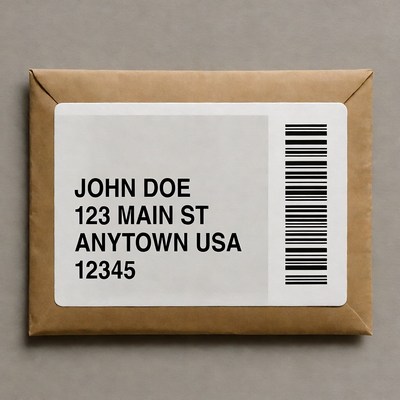 JOHN DOE
123 MAIN ST
ANYTOWN USA
12345